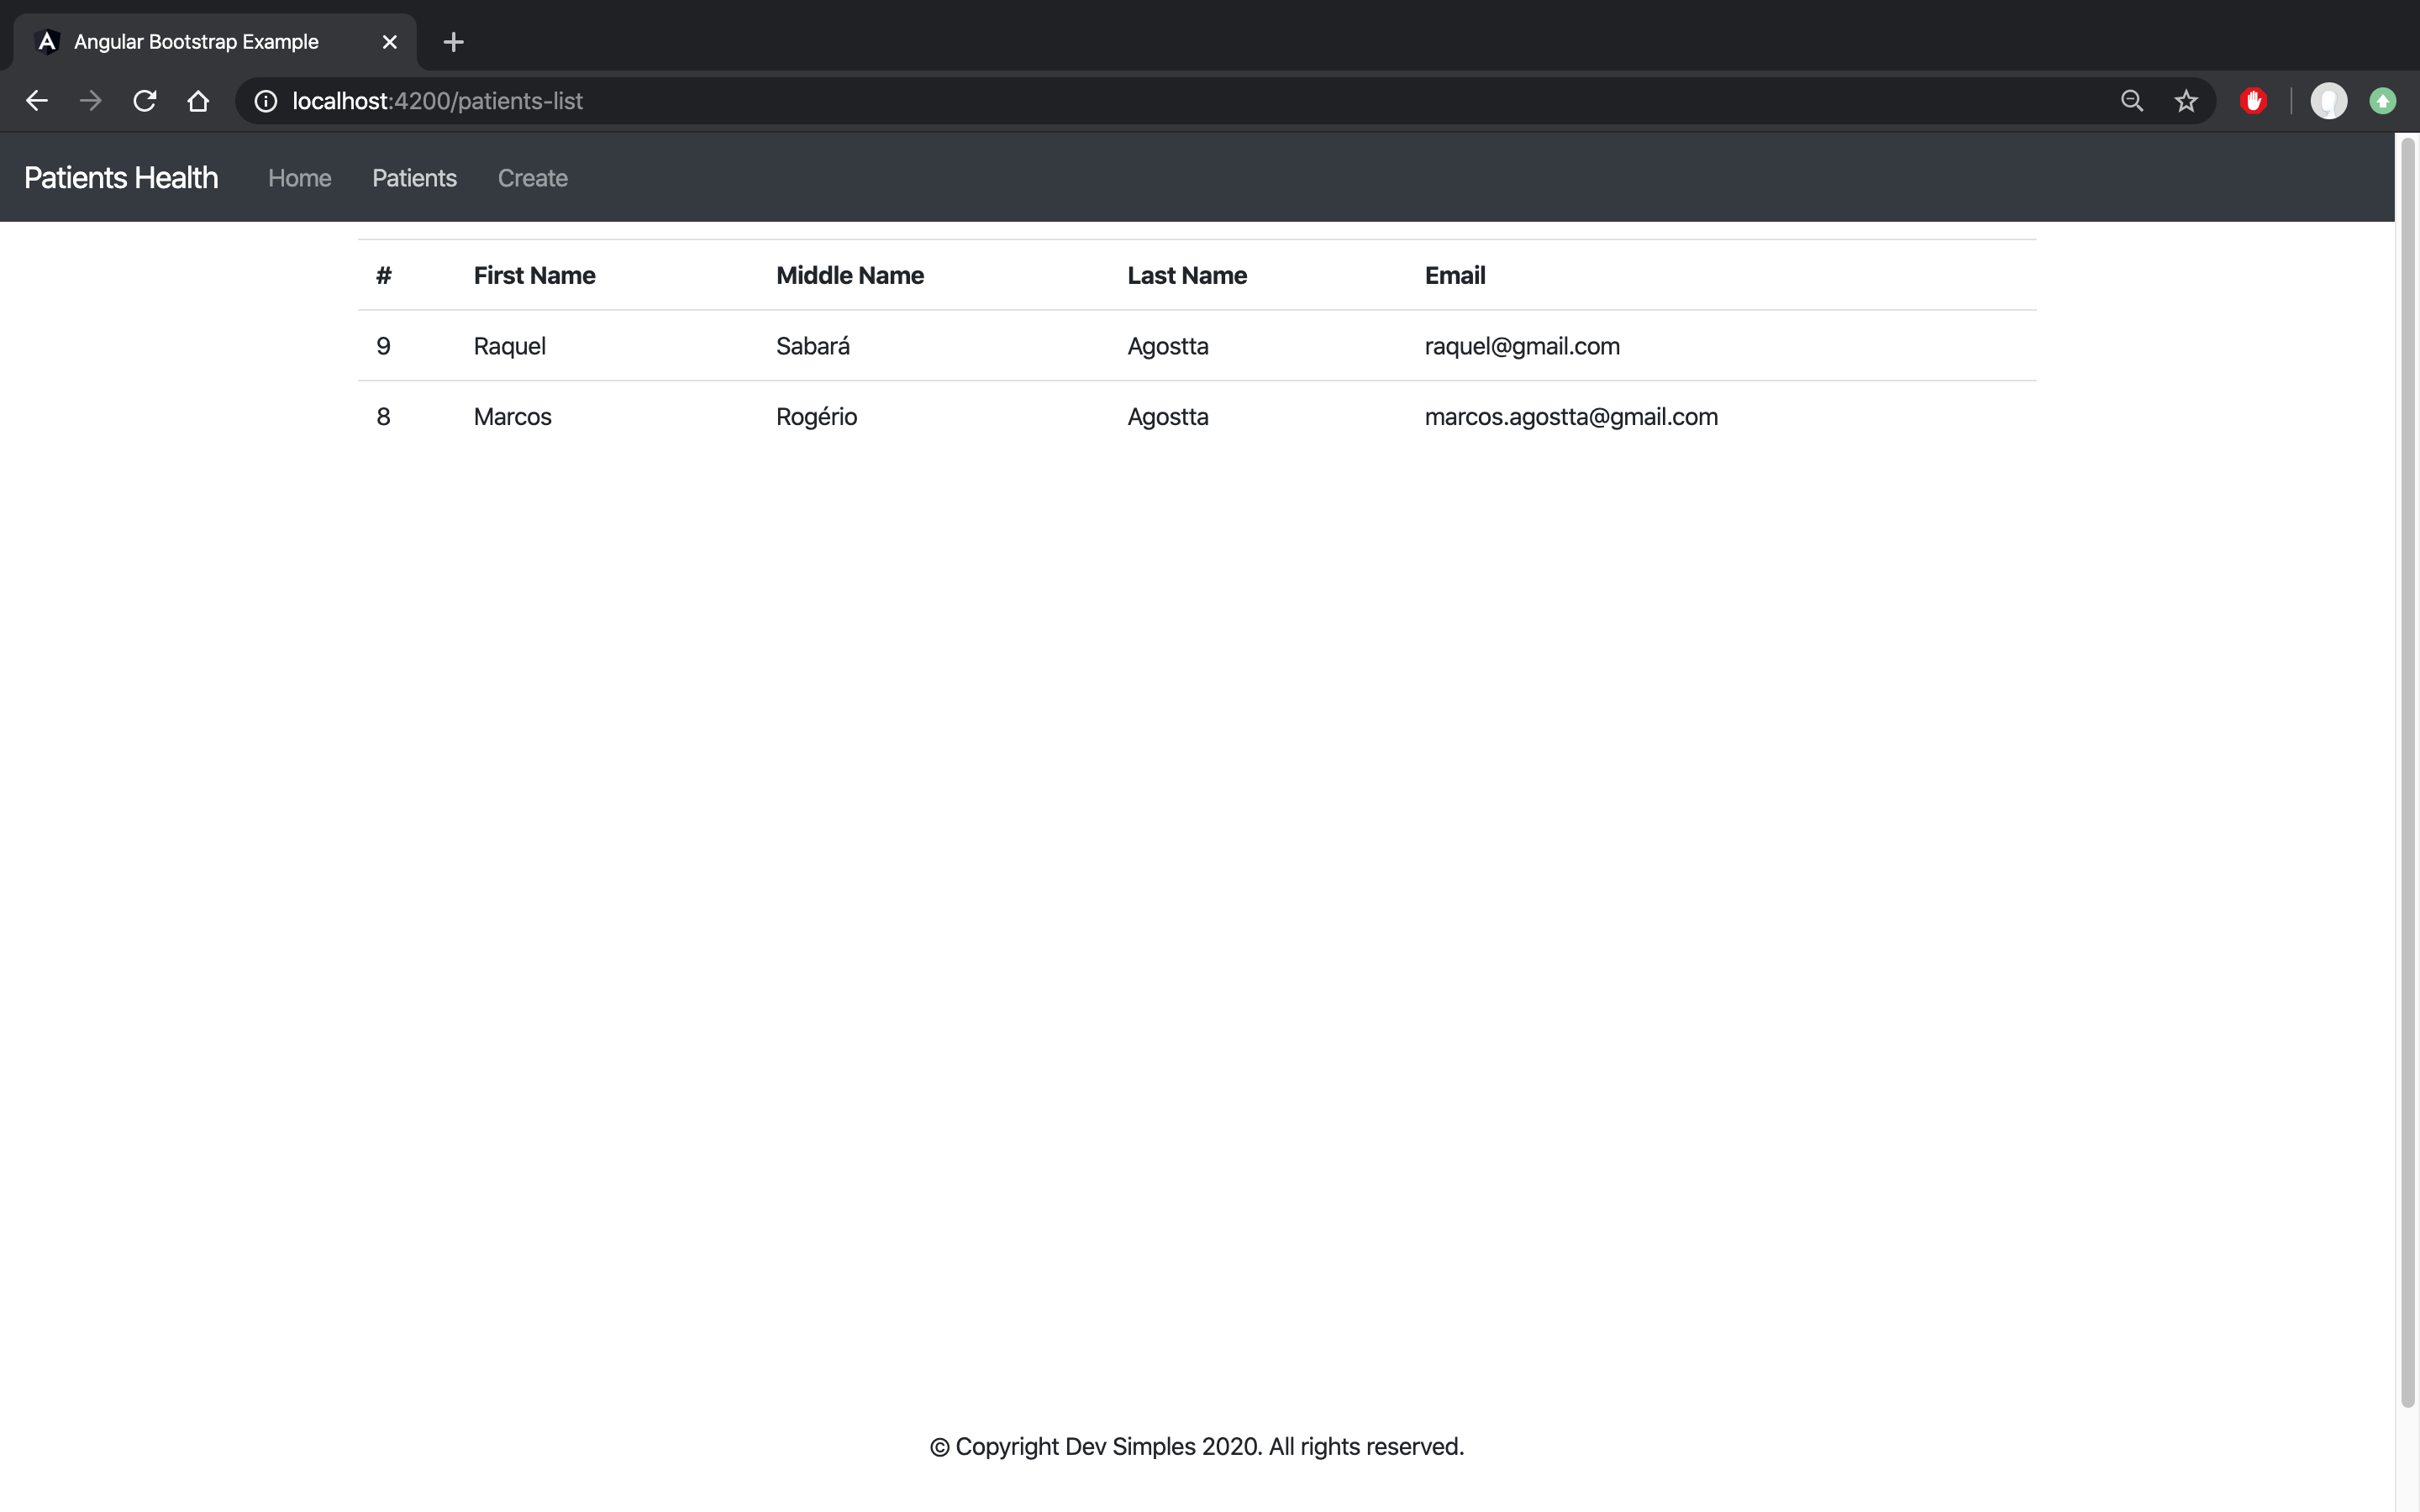 Angular Bootstrap Example
localhost:4200/patients-list
Patients Health Home Patients Create
# First Name Middle Name Last Name Email
9 Raquel Sabará Agostta raquel@gmail.com
8 Marcos Rogério Agostta marcos.agostta@gmail.com
© Copyright Dev Simples 2020. All rights reserved.